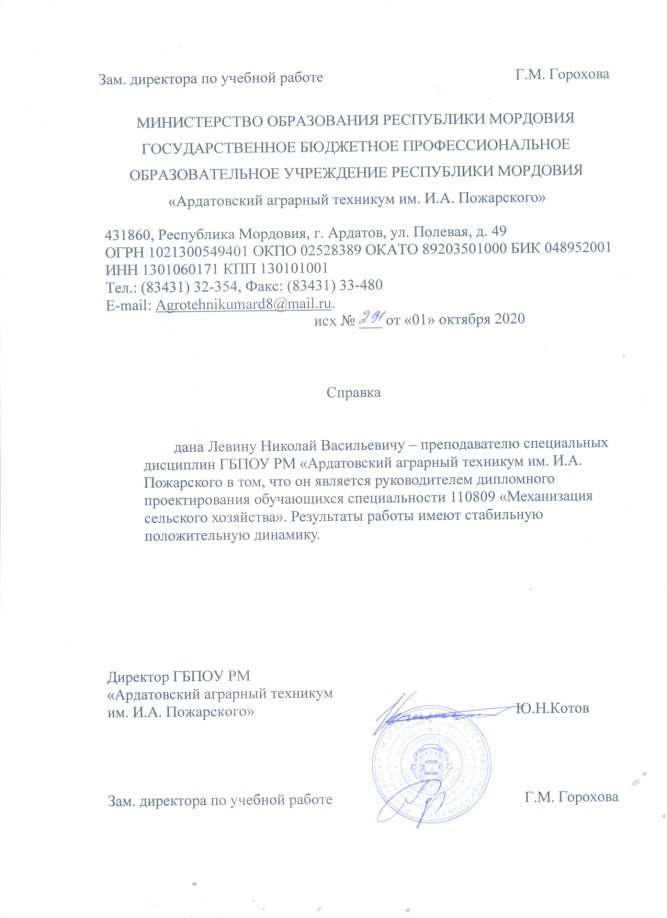 Зам. директора по учебной работе Г.М. Горохова
МИНИСТЕРСТВО ОБРАЗОВАНИЯ РЕСПУБЛИКИ МОРДОВИЯ
ГОСУДАРСТВЕННОЕ БЮДЖЕТНОЕ ПРОФЕССИОНАЛЬНОЕ
ОБРАЗОВАТЕЛЬНОЕ УЧРЕЖДЕНИЕ РЕСПУБЛИКИ МОРДОВИЯ
«Ардатовский аграрный техникум им. И.А. Пожарского»
431860, Республика Мордовия, г. Ардатов, ул. Полевая, д. 49
ОГРН 1021300549401 ОКПО 02528389 ОКАТО 89203501000 БИК 048952001
ИНН 1301060171 КПП 130101001
Тел.: (83431) 32-354, Факс: (83431) 33-480
E-mail: Agrotehnikumard8@mail.ru.
исх № 291 от «01» октября 2020
Справка
дана Левину Николай Васильевичу – преподавателю специальных
дисциплин ГБПОУ РМ «Ардатовский аграрный техникум им. И.А.
Пожарского в том, что он является руководителем дипломного
проектирования обучающихся специальности 110809 «Механизация
сельского хозяйства». Результаты работы имеют стабильную
положительную динамику.
Директор ГБПОУ РМ
«Ардатовский аграрный техникум
им. И.А. Пожарского» Ю.Н.Котов
Зам. директора по учебной работе Г.М. Горохова